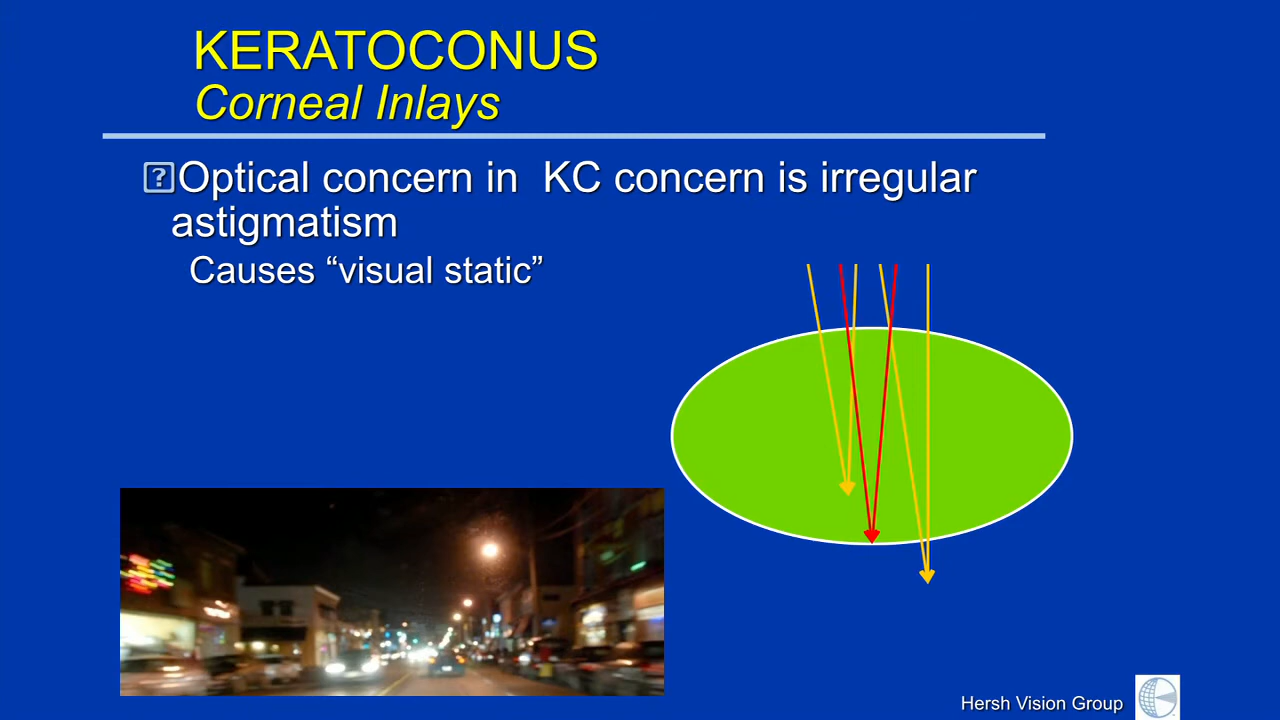 KERATOCONUS
Corneal Inlays
Optical concern in KC concern is irregular
astigmatism
Causes “visual static”
Hersh Vision Group